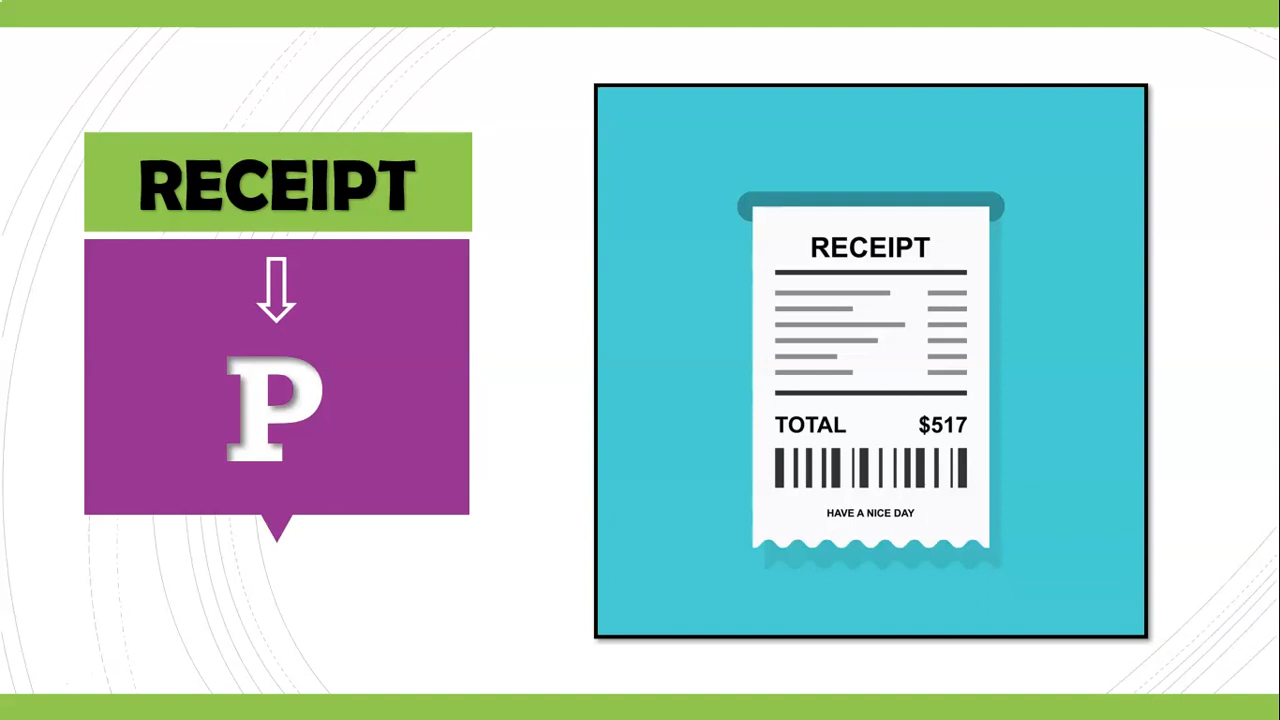 RECEIPT
P
RECEIPT
TOTAL $517
HAVE A NICE DAY